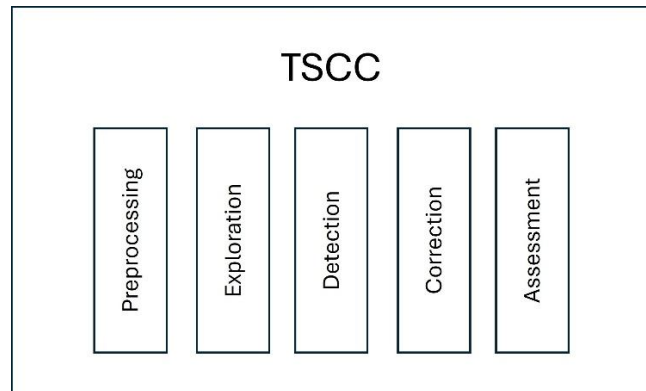 TSCC
Preprocessing
Exploration
Detection
Correction
Assessment